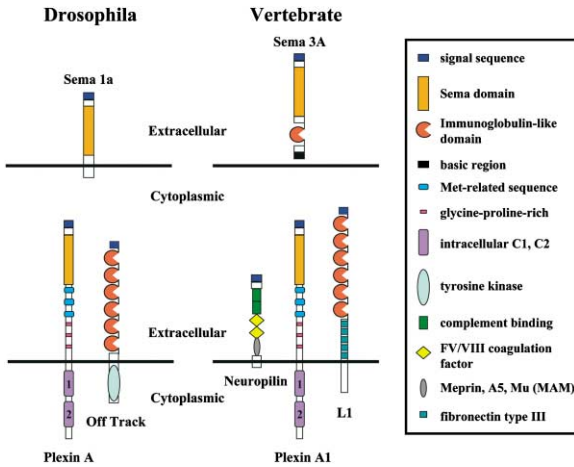 Drosophila
Vertebrate
Sema 1a
Sema 3A
Extracellular
Cytoplasmic
Extracellular
Cytoplasmic
1
2
Off Track
Plexin A
Neuropilin
1
2
L1
Plexin A1
signal sequence
Sema domain
Immunoglobulin-like
domain
basic region
Met-related sequence
glycine-proline-rich
intracellular C1, C2
tyrosine kinase
complement binding
FV/VIII coagulation
factor
Meprin, A5, Mu (MAM)
fibronectin type III